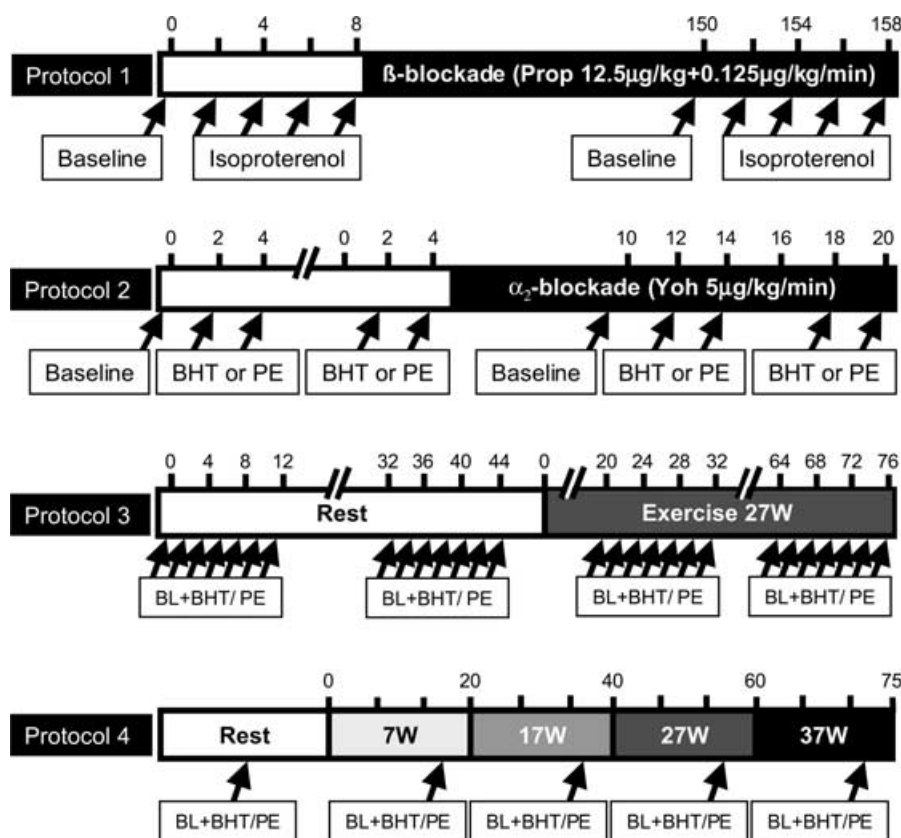 0 4 8 150 154 158
Protocol 1 ß-blockade (Prop 12.5µg/kg+0.125µg/kg/min)
Baseline Isoproterenol Baseline Isoproterenol
0 2 4 0 2 4 10 12 14 16 18 20
Protocol 2 α₂-blockade (Yoh 5µg/kg/min)
Baseline BHT or PE BHT or PE Baseline BHT or PE BHT or PE
0 4 8 12 32 36 40 44 0 20 24 28 32 64 68 72 76
Protocol 3 Rest Exercise 27W
BL+BHT/ PE BL+BHT/ PE BL+BHT/ PE BL+BHT/ PE
0 20 40 60 75
Protocol 4 Rest 7W 17W 27W 37W
BL+BHT/PE BL+BHT/PE BL+BHT/PE BL+BHT/PE BL+BHT/PE